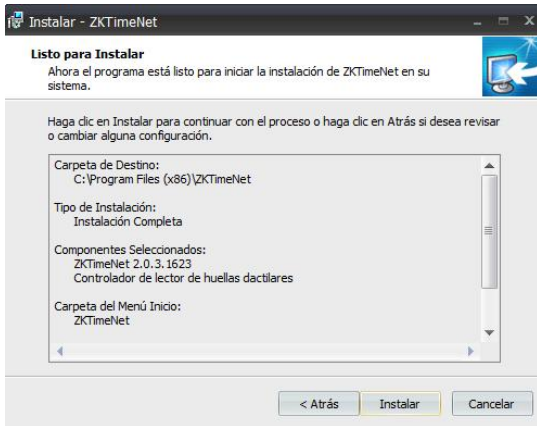 Instalar - ZKTimeNet
Listo para Instalar
Ahora el programa está listo para iniciar la instalación de ZKTimeNet en su
sistema.
Haga clic en Instalar para continuar con el proceso o haga clic en Atrás si desea revisar
o cambiar alguna configuración.
Carpeta de Destino:
C:\Program Files (x86)\ZKTimeNet
Tipo de Instalación:
Instalación Completa
Componentes Seleccionados:
ZKTimeNet 2.0.3.1623
Controlador de lector de huellas dactilares
Carpeta del Menú Inicio:
ZKTimeNet
< Atrás Instalar Cancelar